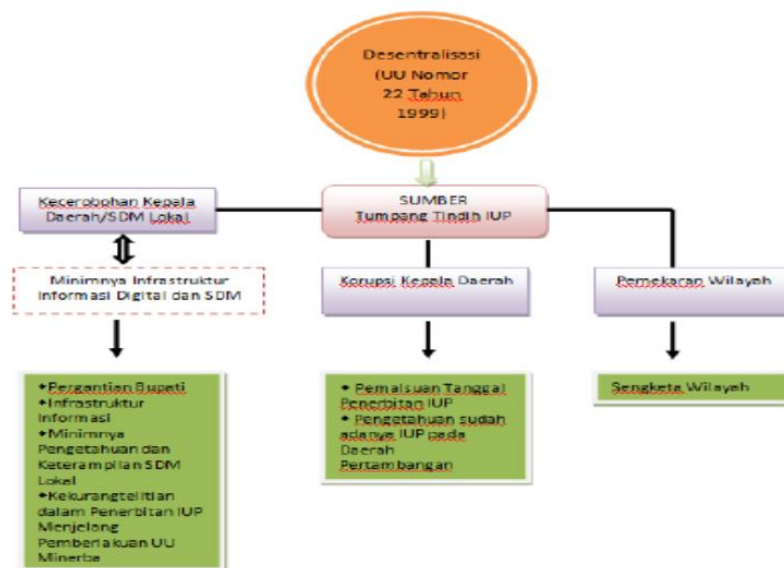 Desentralisasi
(UU Nomor
22 Tahun
1999)
Kecerobohan Kepala
Daerah/SDM Lokal
SUMBER
Tumpang Tindih IUP
Minimnya Infrastruktur
Informasi Digital dan SDM
Korupsi Kepala Daerah
Pemekaran Wilayah
•Pergantian Bupati
•Infrastruktur
Informasi
•Minimnya
Pengetahuan dan
Keterampilan SDM
Lokal
•Kekurangtelitian
dalam Penerbitan IUP
Menjelang
Pemberlakuan UU
Minerba
• Pemalsuan Tanggal
Penerbitan IUP
• Pengetahuan sudah
adanya IUP pada
Daerah
Pertambangan
Sengketa Wilayah